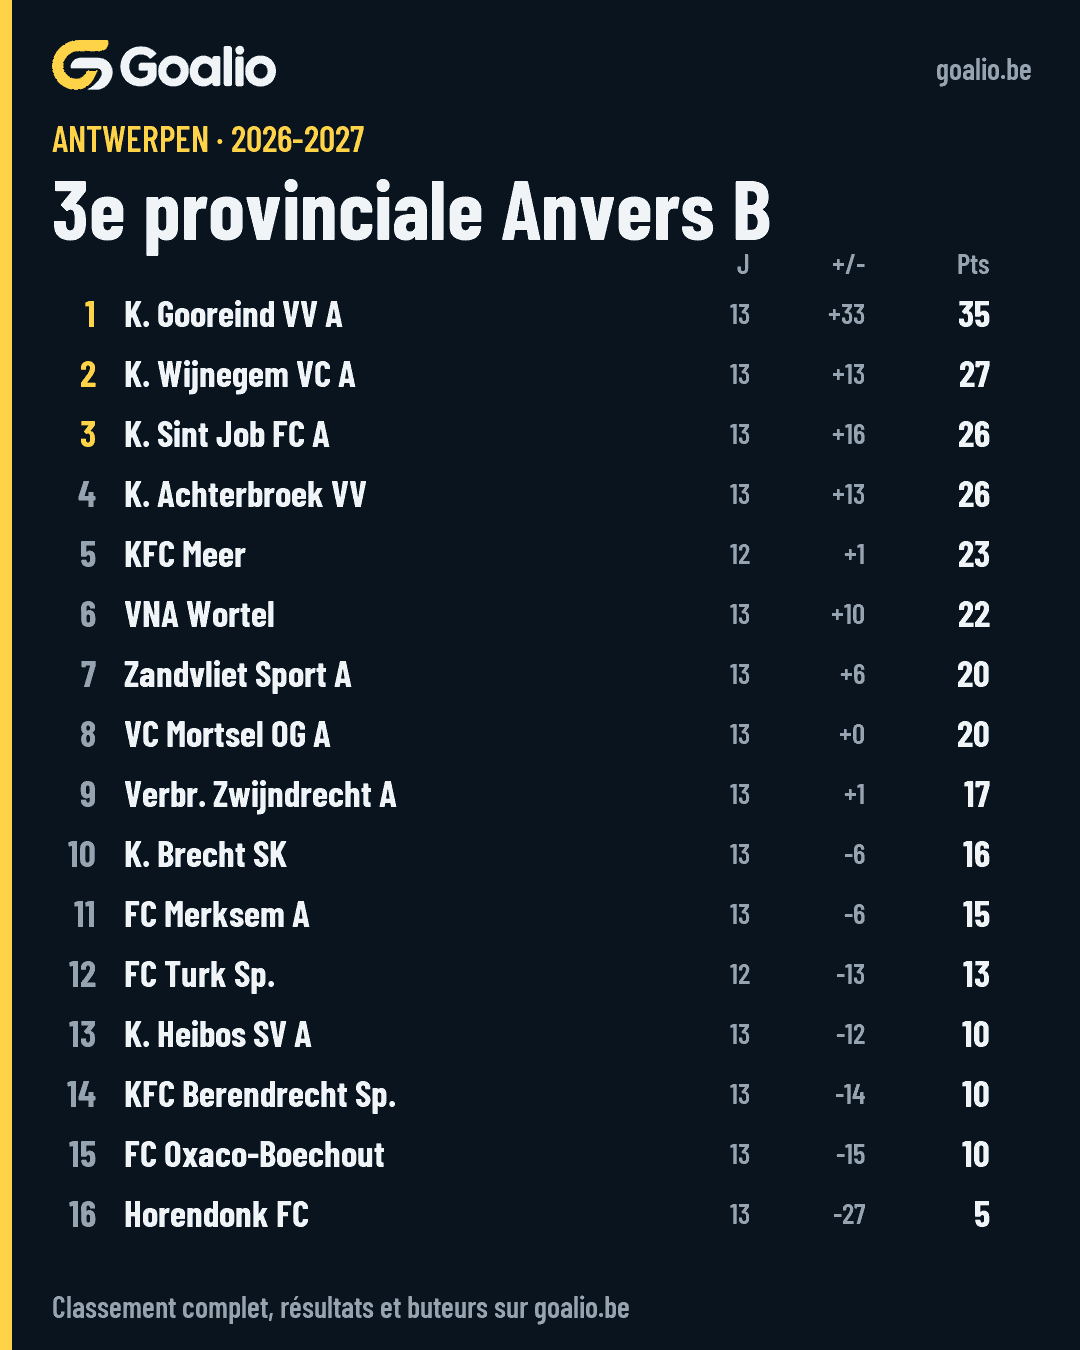 Goalio
goalio.be
ANTWERPEN · 2026-2027
3e provinciale Anvers B
J +/- Pts
1 K. Gooreind VV A 13 +33 35
2 K. Wijnegem VC A 13 +13 27
3 K. Sint Job FC A 13 +16 26
4 K. Achterbroek VV 13 +13 26
5 KFC Meer 12 +1 23
6 VNA Wortel 13 +10 22
7 Zandvliet Sport A 13 +6 20
8 VC Mortsel OG A 13 +0 20
9 Verbr. Zwijndrecht A 13 +1 17
10 K. Brecht SK 13 -6 16
11 FC Merksem A 13 -6 15
12 FC Turk Sp. 12 -13 13
13 K. Heibos SV A 13 -12 10
14 KFC Berendrecht Sp. 13 -14 10
15 FC Oxaco-Boechout 13 -15 10
16 Horendonk FC 13 -27 5
Classement complet, résultats et buteurs sur goalio.be